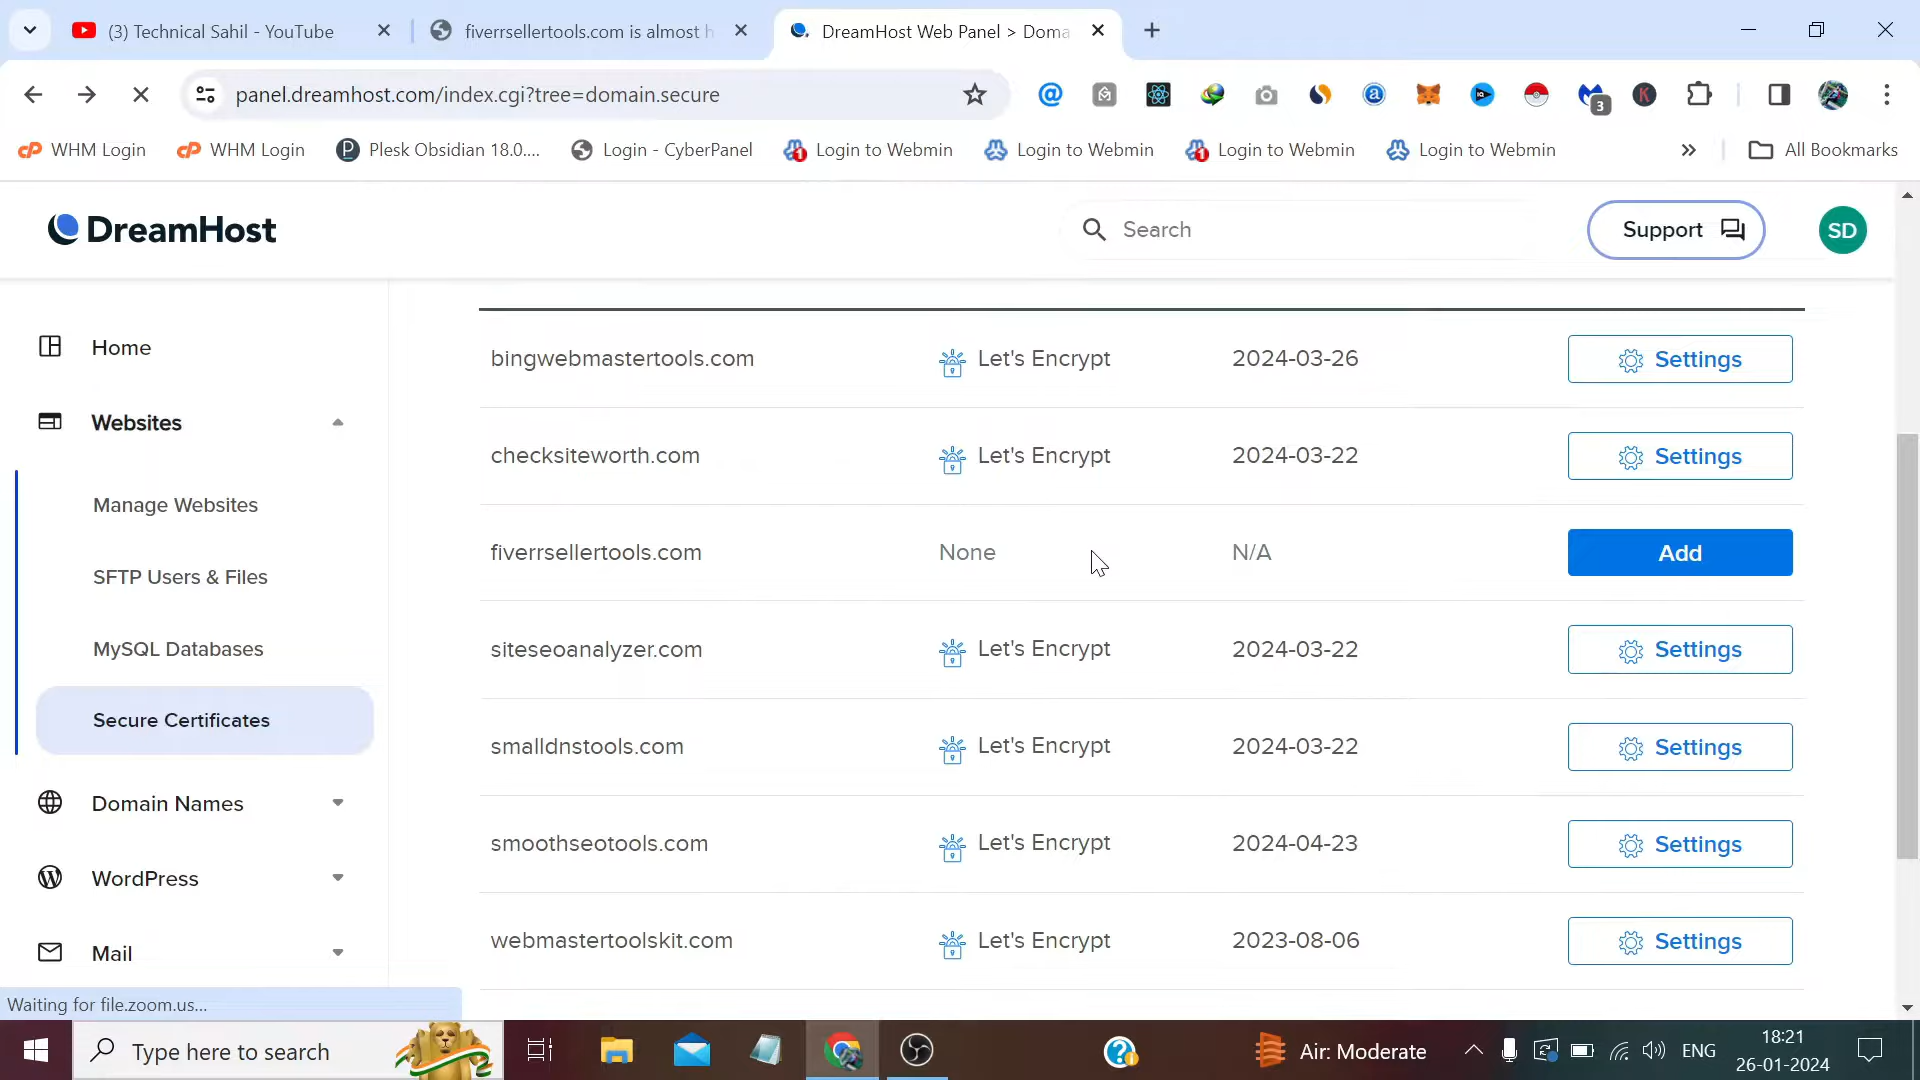 (3) Technical Sahil - YouTube
fiverrsellertools.com is almost h
DreamHost Web Panel > Doma
panel.dreamhost.com/index.cgi?tree=domain.secure
3
WHM Login
WHM Login
Plesk Obsidian 18.0....
Login - CyberPanel
Login to Webmin
Login to Webmin
Login to Webmin
Login to Webmin
All Bookmarks
DreamHost
Search
Support
SD
Home
Websites
Manage Websites
SFTP Users & Files
MySQL Databases
Secure Certificates
Domain Names
WordPress
Mail
bingwebmastertools.com Let's Encrypt 2024-03-26 Settings
checksiteworth.com Let's Encrypt 2024-03-22 Settings
fiverrsellertools.com None N/A Add
siteseoanalyzer.com Let's Encrypt 2024-03-22 Settings
smalldnstools.com Let's Encrypt 2024-03-22 Settings
smoothseotools.com Let's Encrypt 2024-04-23 Settings
webmastertoolskit.com Let's Encrypt 2023-08-06 Settings
Waiting for file.zoom.us...
Type here to search
Air: Moderate
ENG
18:21
26-01-2024